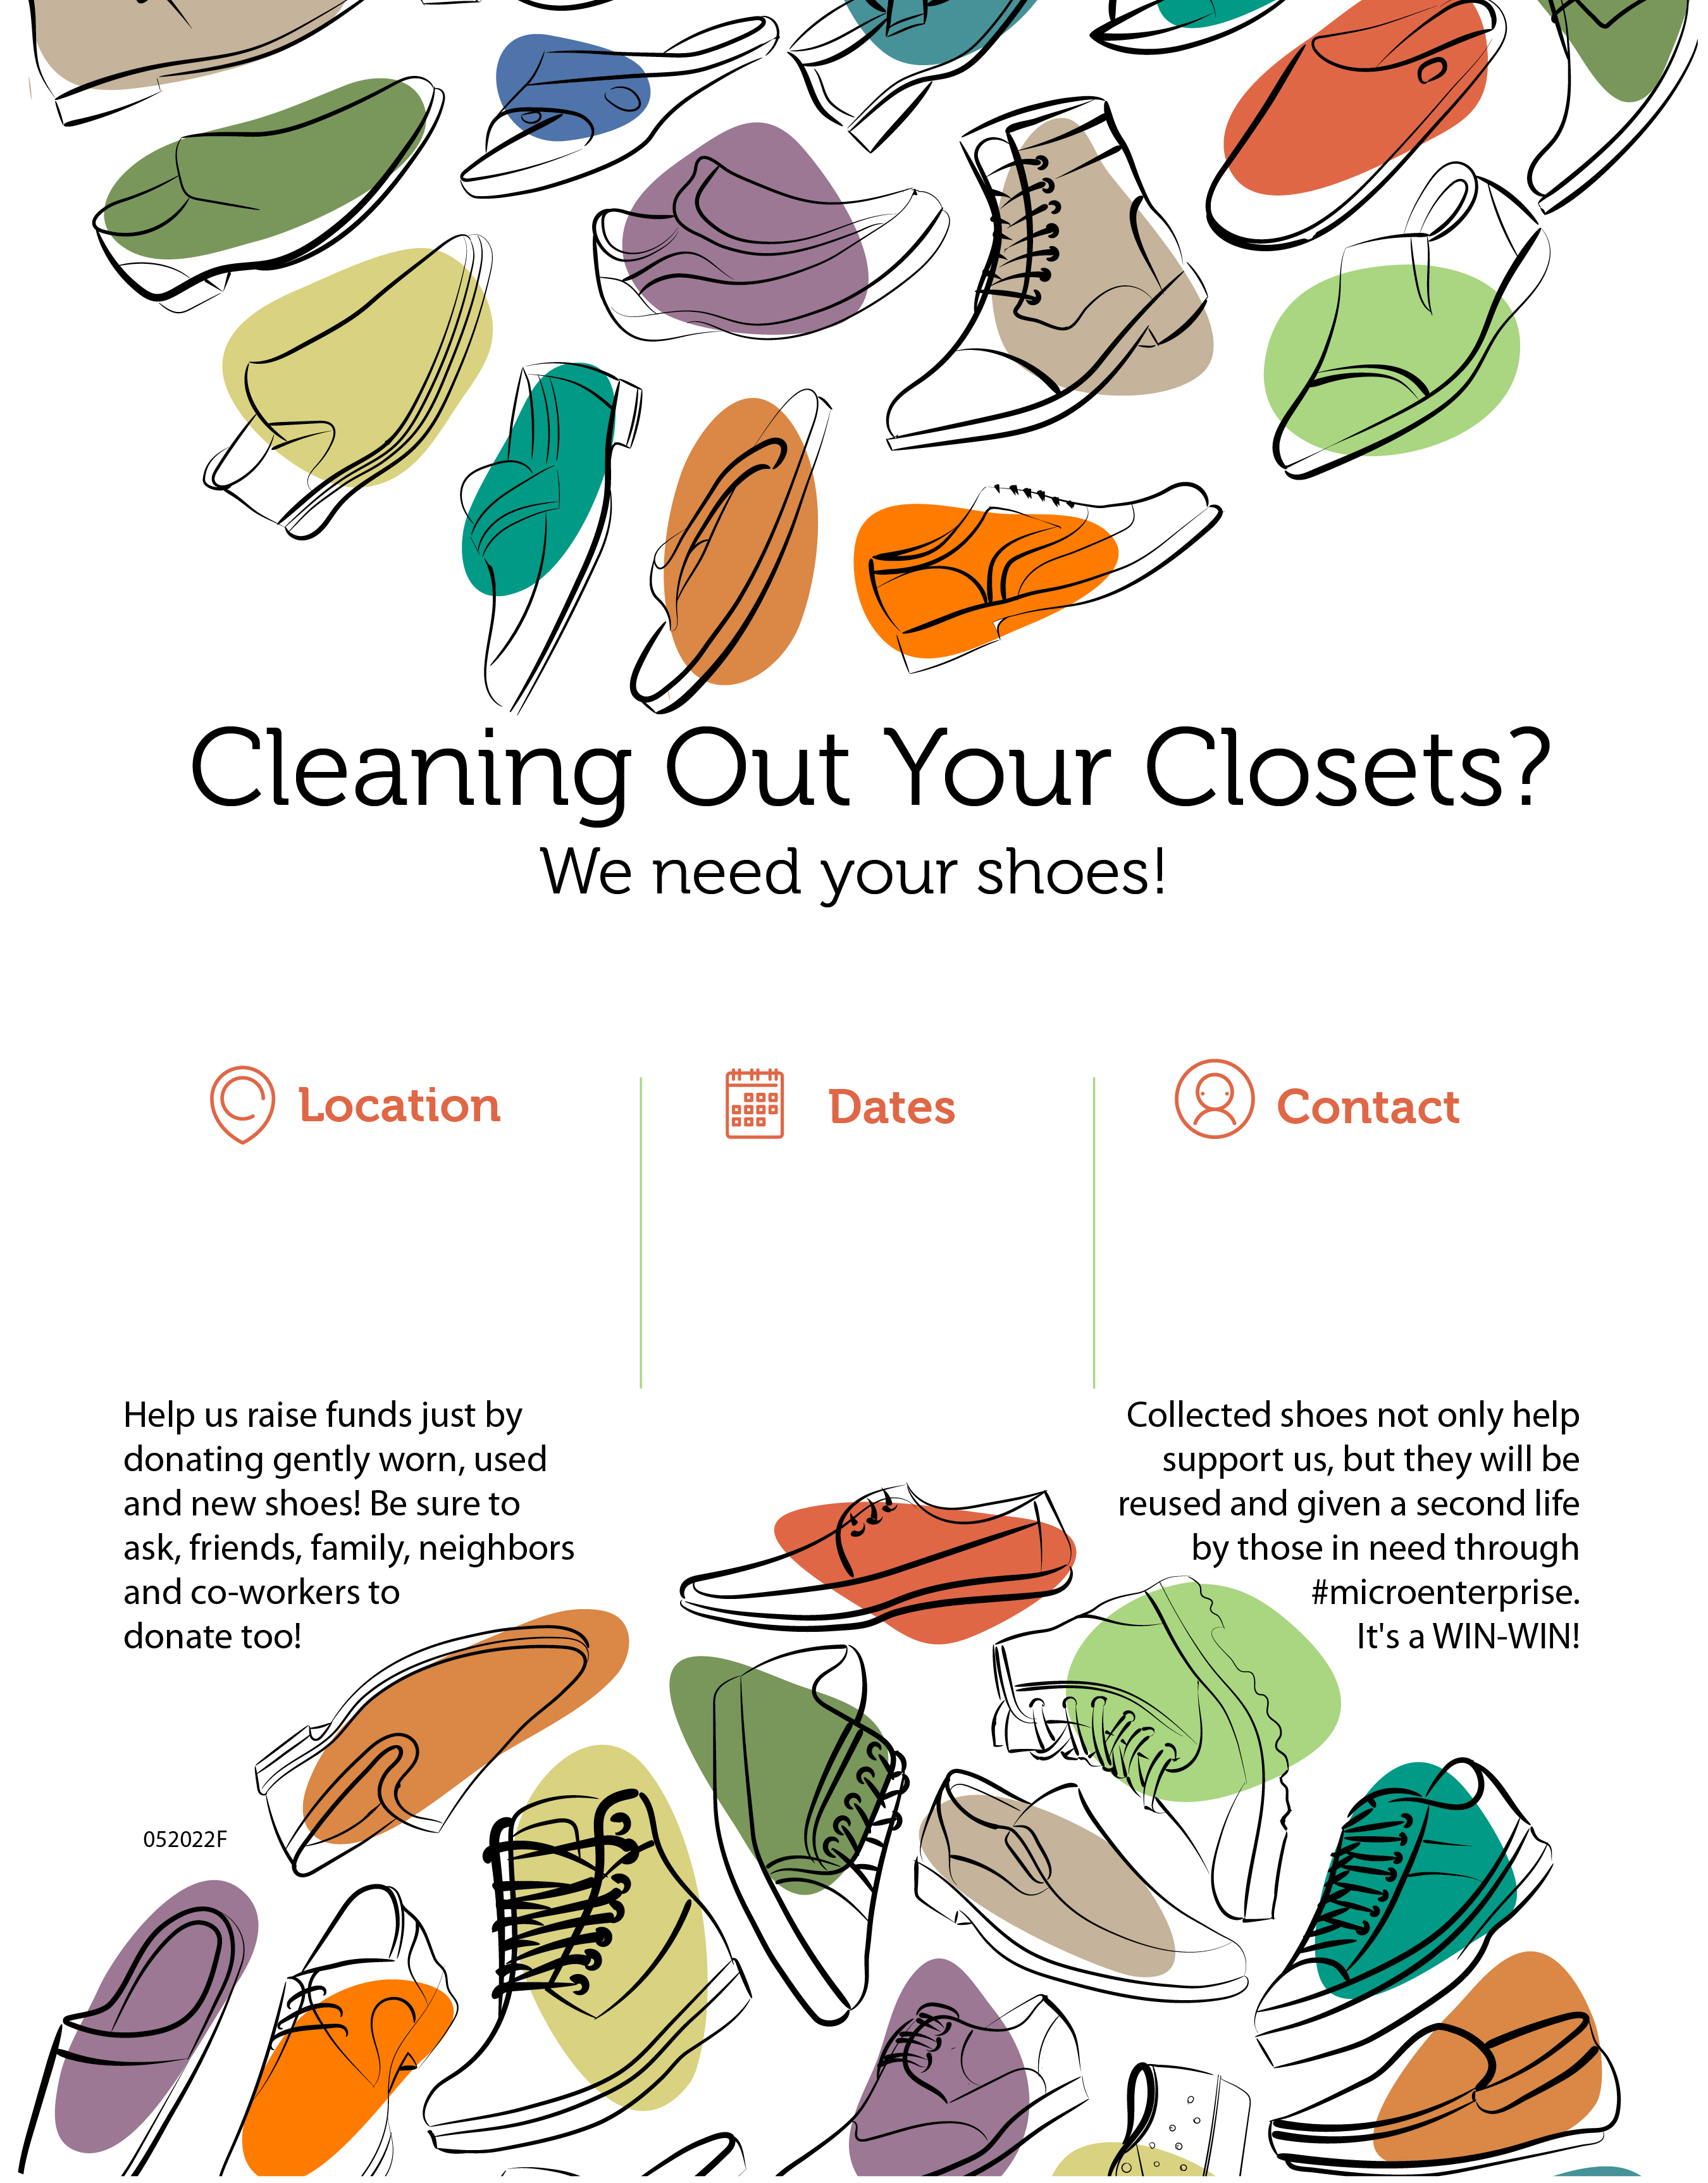 Cleaning Out Your Closets?
We need your shoes!
Location
Dates
Contact
Help us raise funds just by
donating gently worn, used
and new shoes! Be sure to
ask, friends, family, neighbors
and co-workers to
donate too!
Collected shoes not only help
support us, but they will be
reused and given a second life
by those in need through
#microenterprise.
It's a WIN-WIN!
052022F